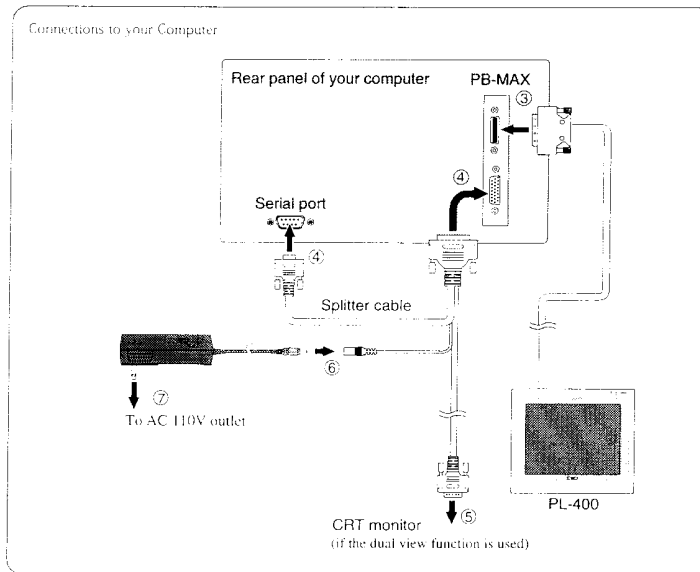 Connections to your Computer
Rear panel of your computer
PB-MAX
③
④
Serial port
④
Splitter cable
⑥
⑦
To AC 110V outlet
PL-400
⑤
CRT monitor
(if the dual view function is used)